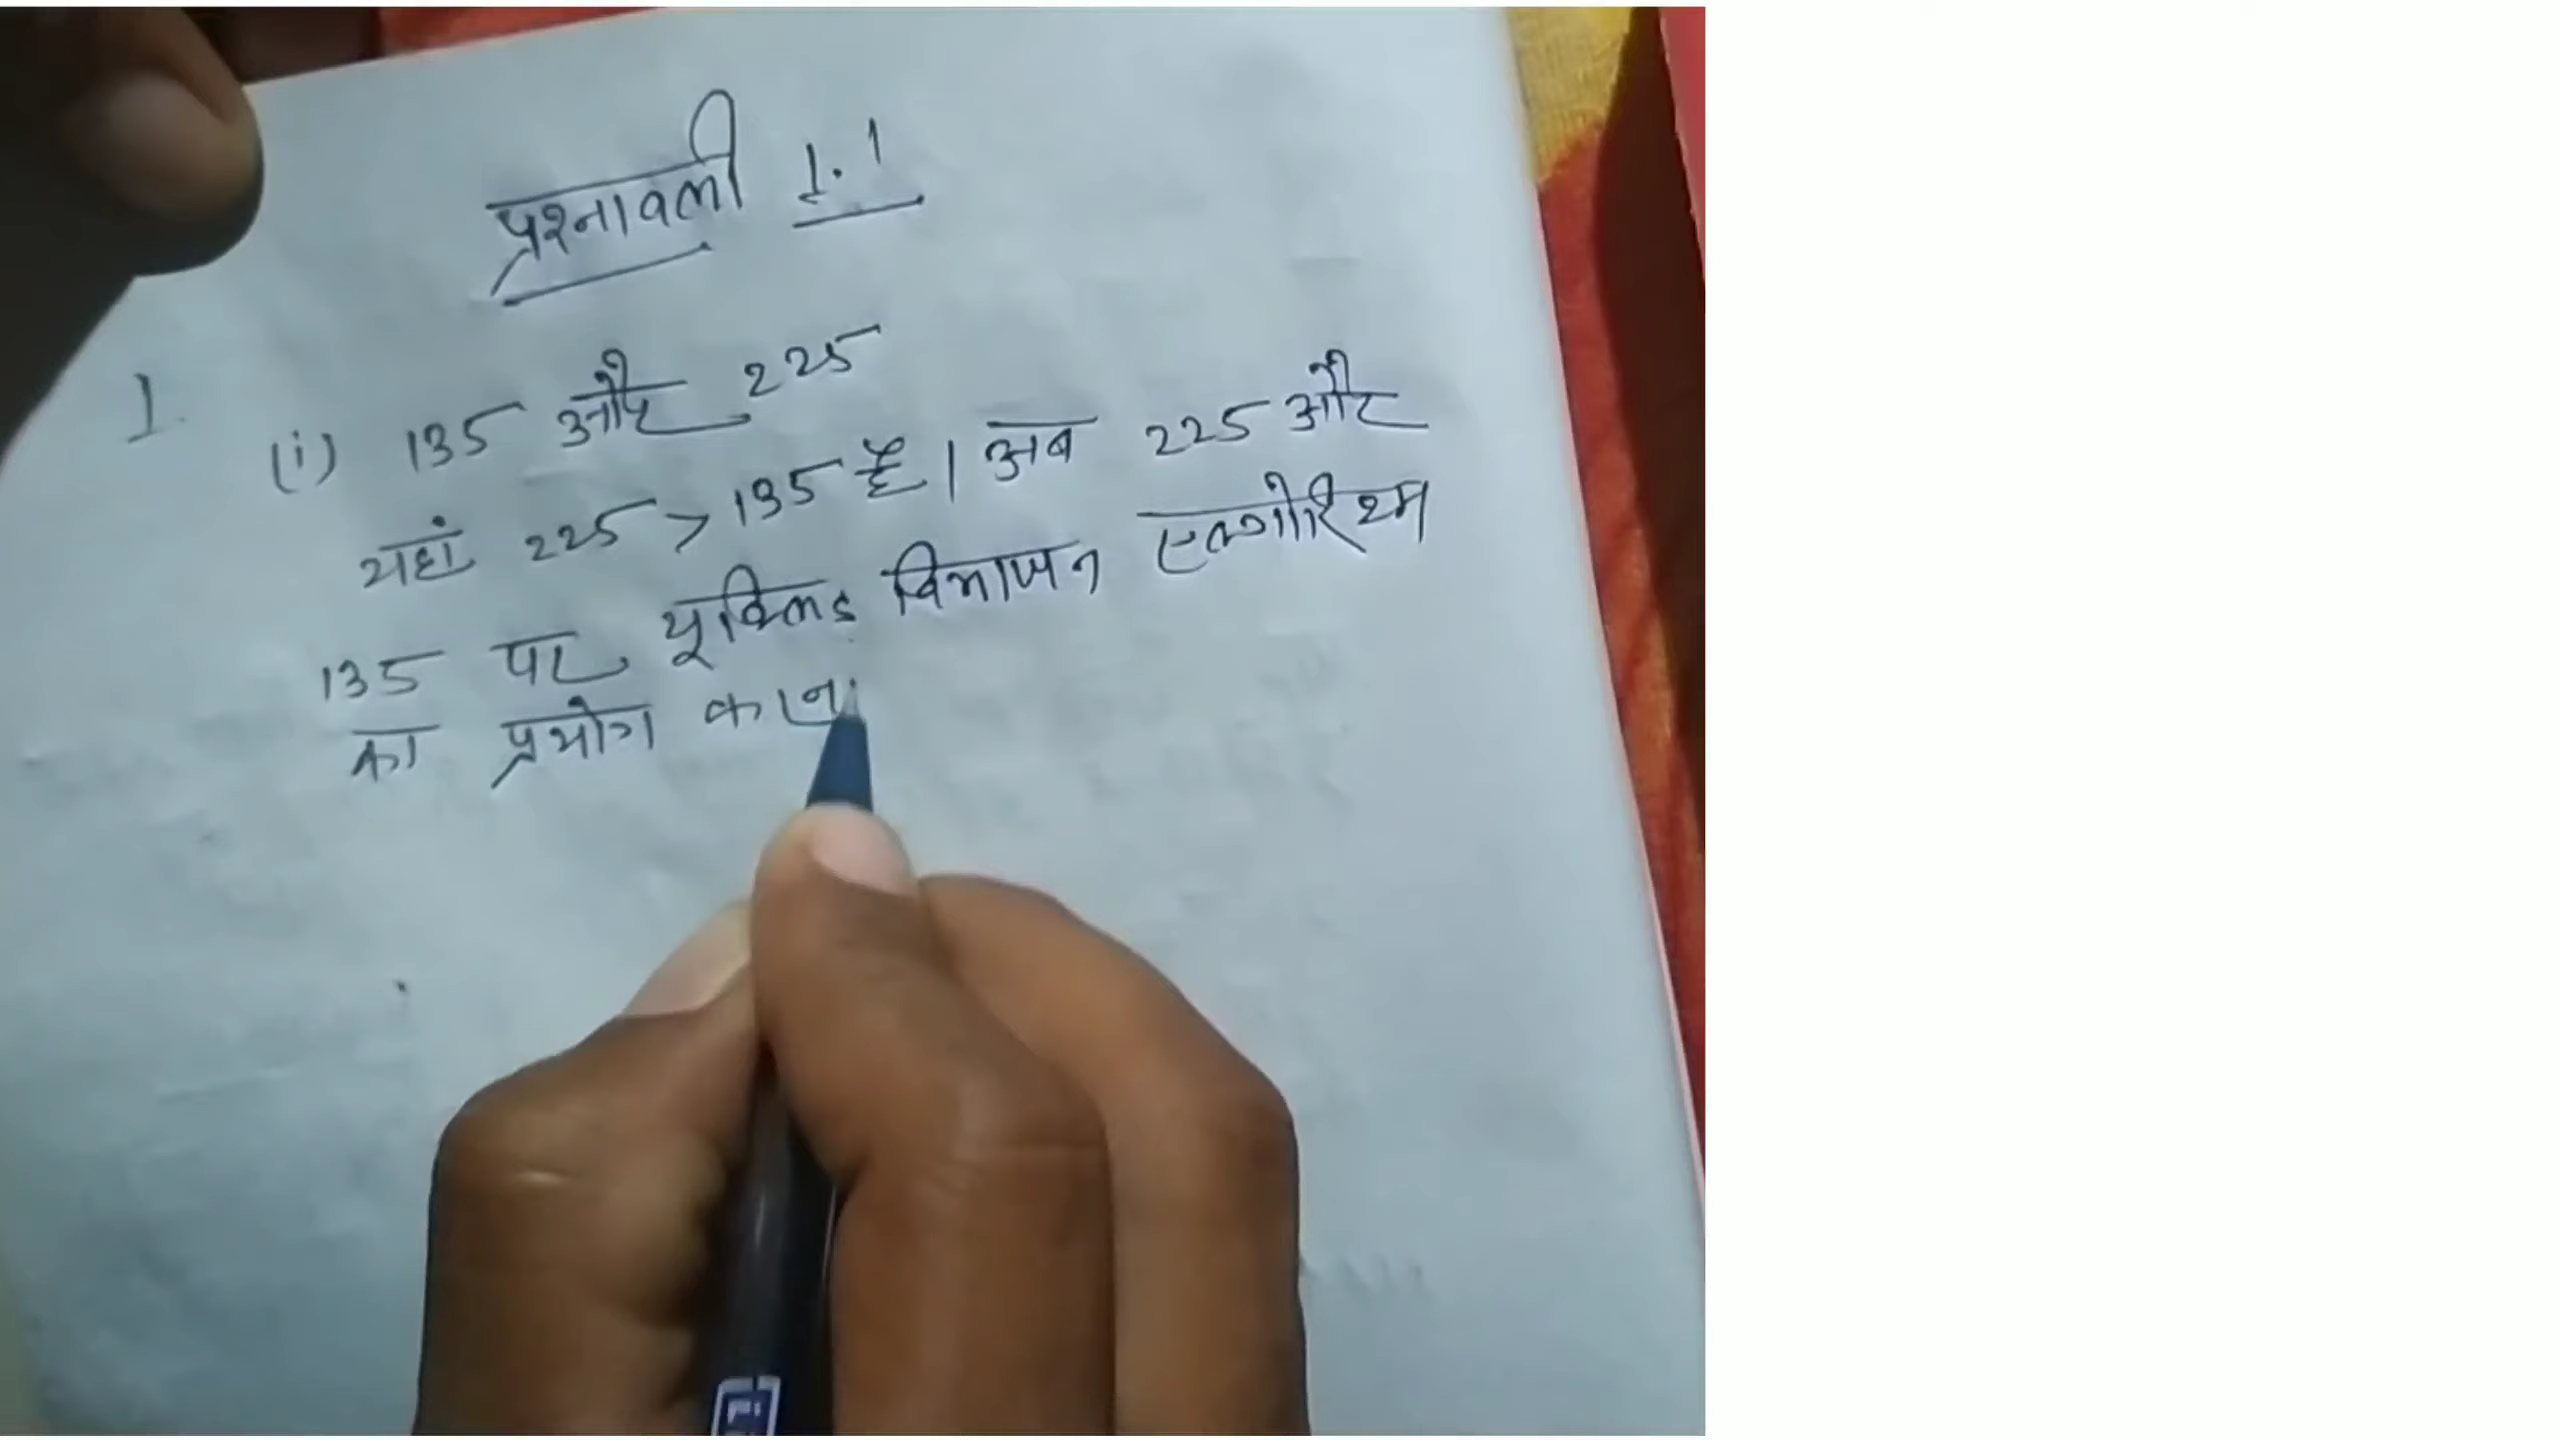 प्रश्नावली 1.1
1.
(i) 135 और 225
यहां 225 > 135 है। अब 225 और
135 पर यूक्लिड विभाजन एल्गोरिथ्म
का प्रयोग करन